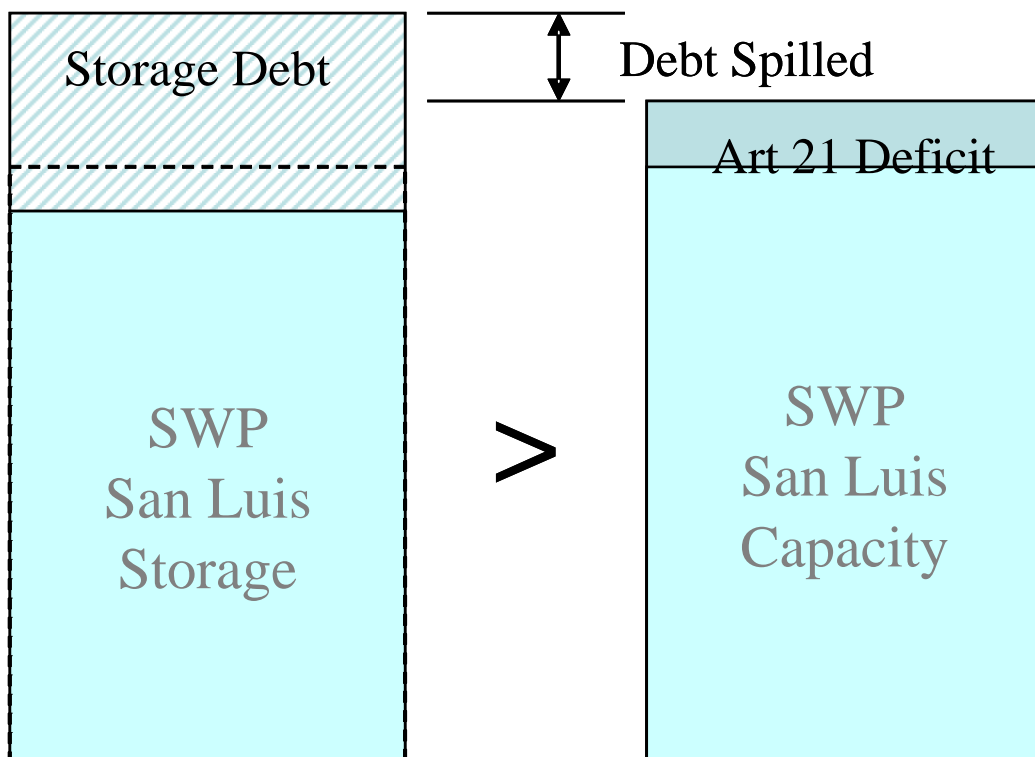 Storage Debt
Debt Spilled
Art 21 Deficit
SWP
San Luis
Storage
>
SWP
San Luis
Capacity